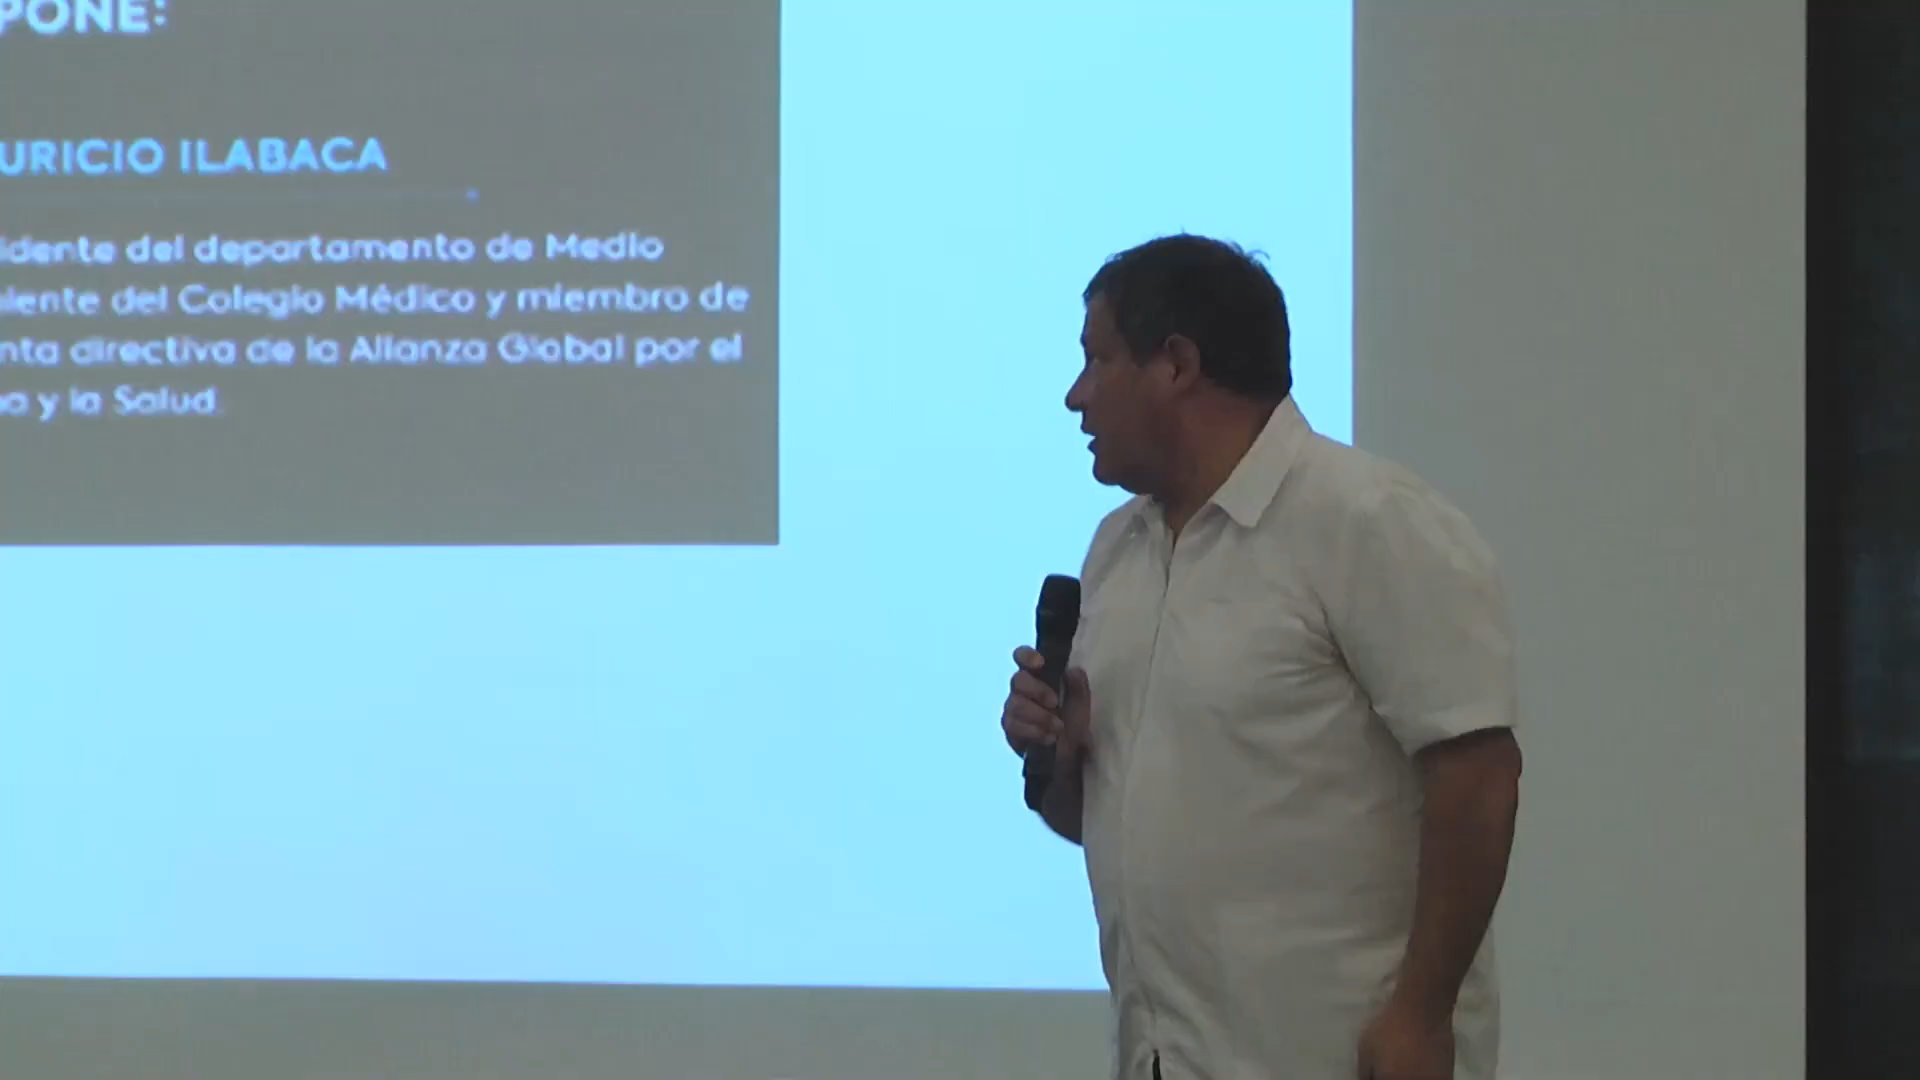 PONE:
URICIO ILABACA
idente del departamento de Medio
iente del Colegio Médico y miembro de
nta directiva de la Alianza Global por el
a y la Salud.